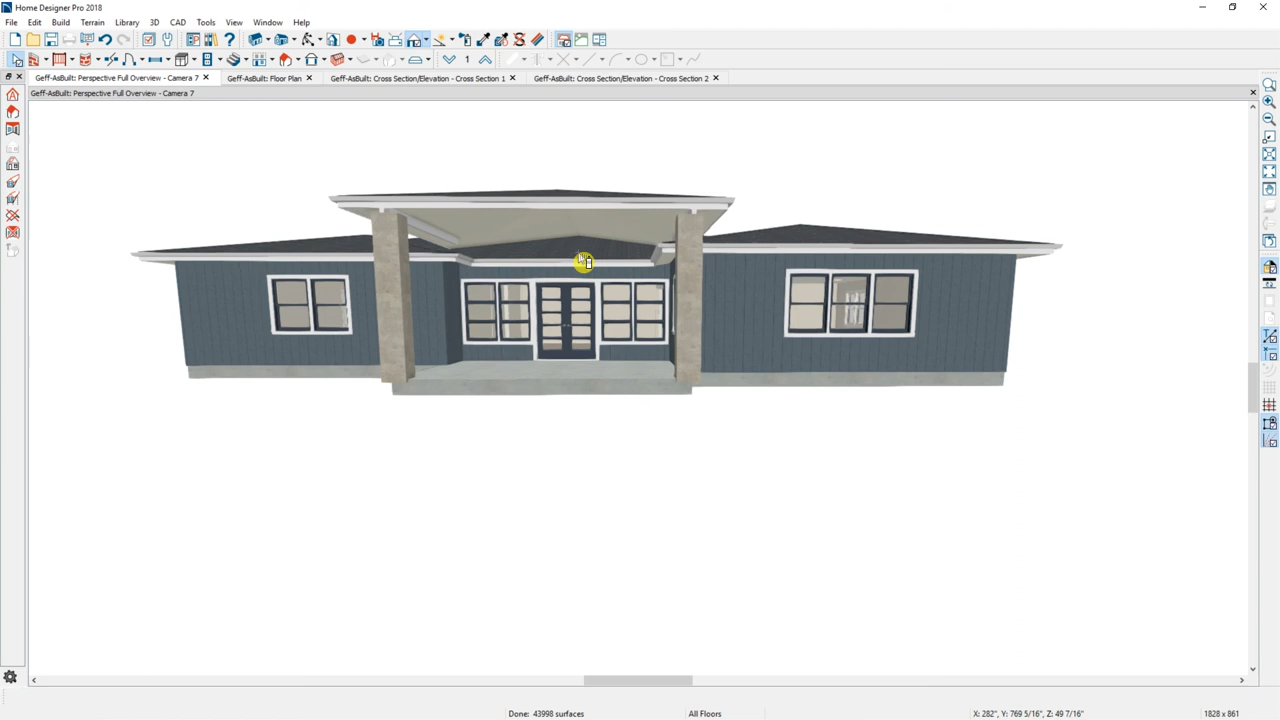 Home Designer Pro 2018
File Edit Build Terrain Library 3D CAD Tools View Window Help
1
Geff-AsBuilt: Perspective Full Overview - Camera 7 Geff-AsBuilt: Floor Plan Geff-AsBuilt: Cross Section/Elevation - Cross Section 1 Geff-AsBuilt: Cross Section/Elevation - Cross Section 2
Geff-AsBuilt: Perspective Full Overview - Camera 7
Done: 43998 surfaces All Floors X: 282", Y: 769 5/16", Z: 49 7/16" 1828 x 861